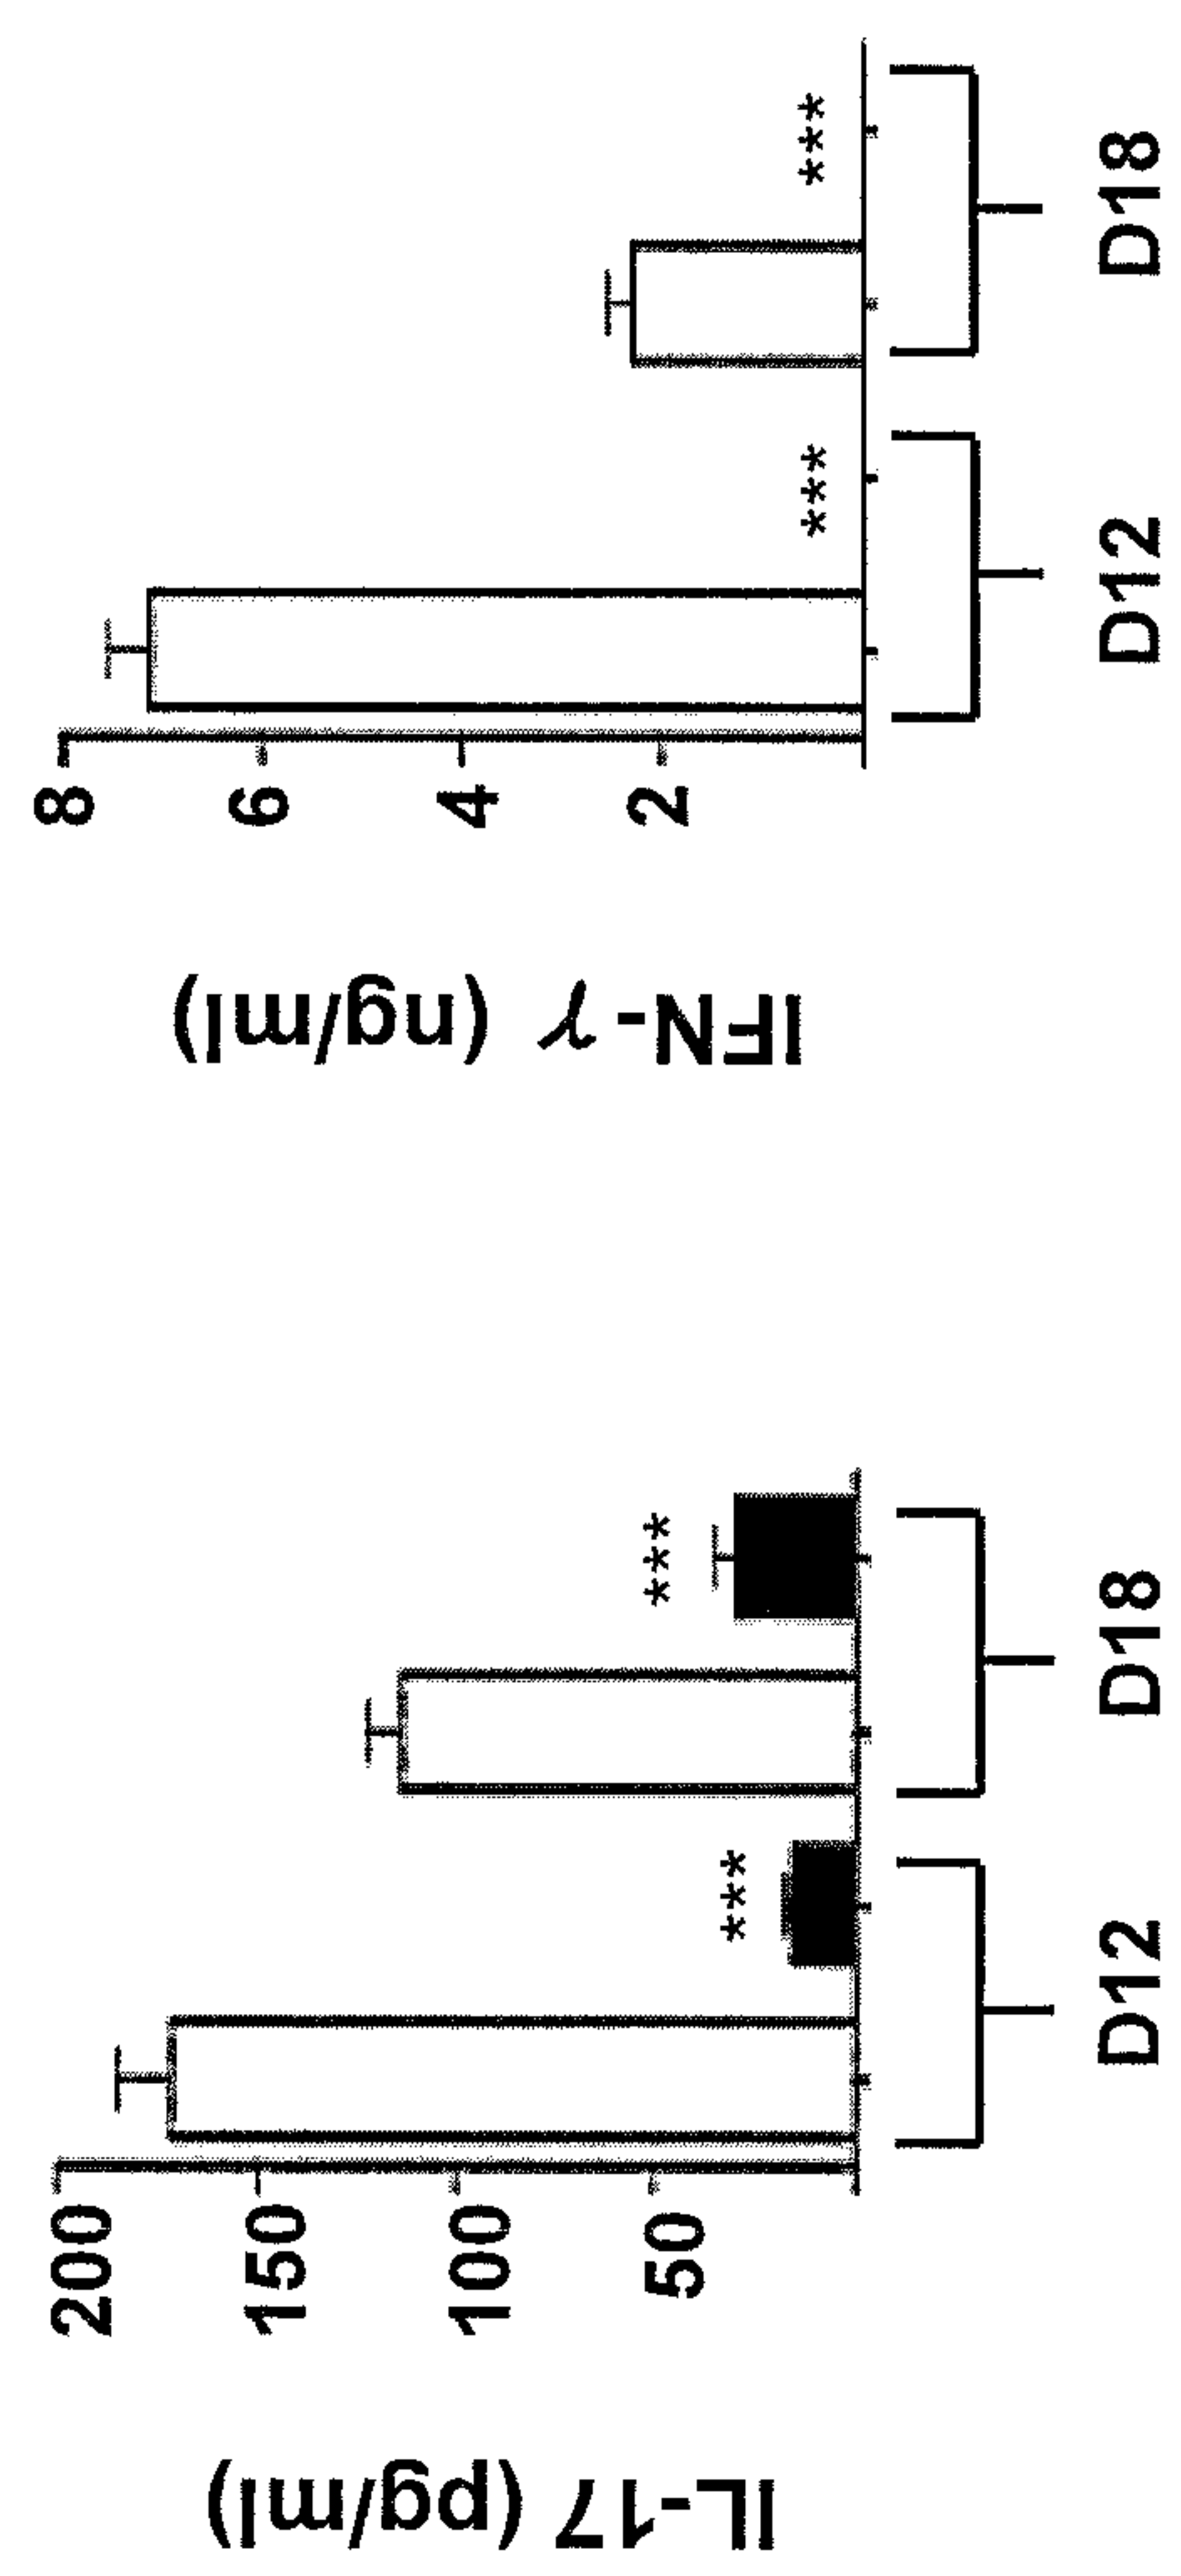 IL-17 (pg/ml)
200
150
100
50
***
***
D12
D18
IFN-γ (ng/ml)
8
6
4
2
***
***
D12
D18